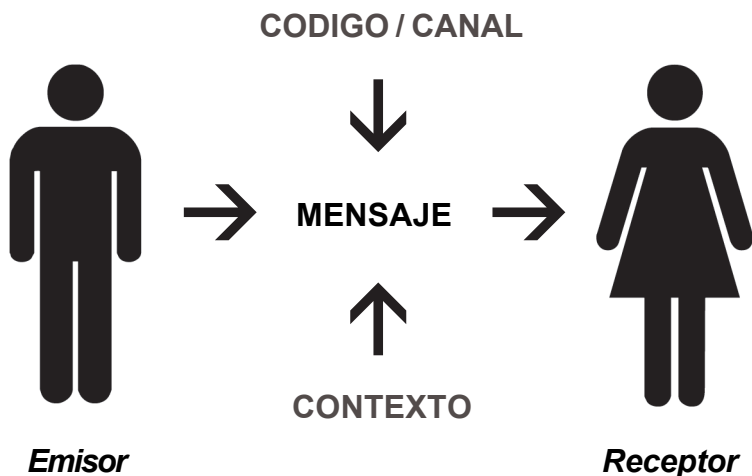 CODIGO / CANAL
MENSAJE
CONTEXTO
Emisor
Receptor